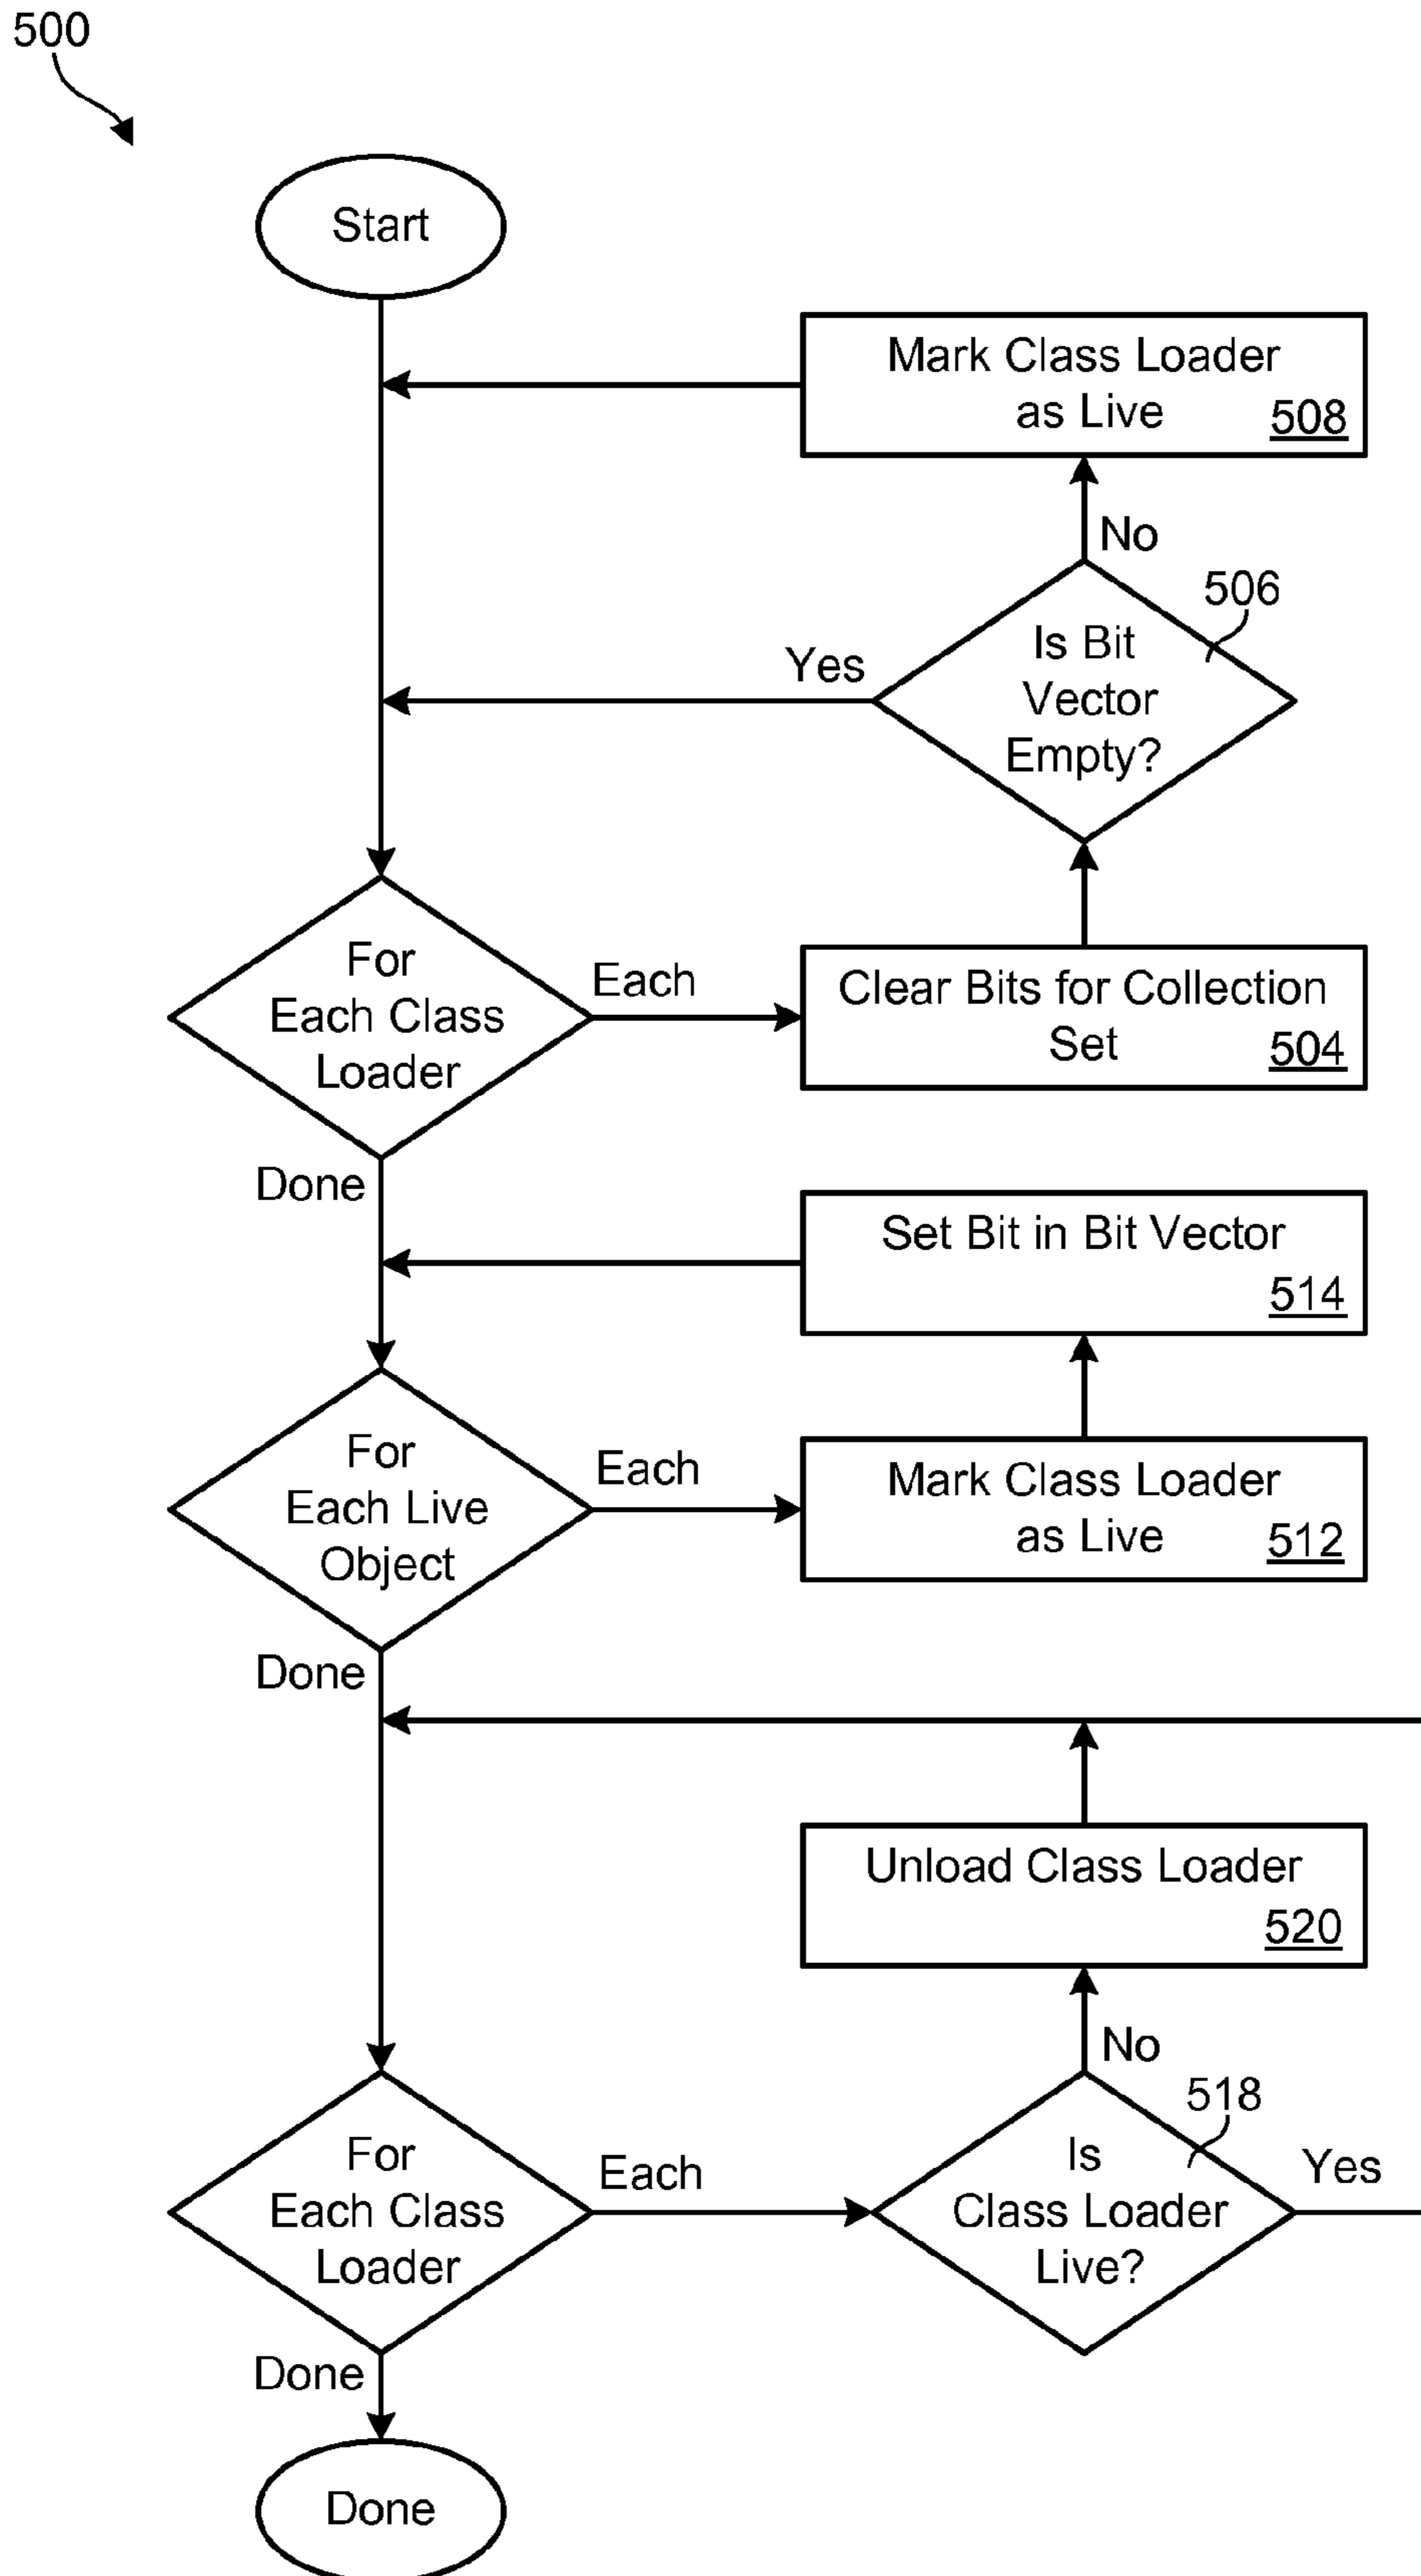 500
Start
Mark Class Loader
as Live
508
No
506
Is Bit
Vector
Empty?
Yes
For
Each Class
Loader
Each
Clear Bits for Collection
Set
504
Done
Set Bit in Bit Vector
514
For
Each Live
Object
Each
Mark Class Loader
as Live
512
Done
Unload Class Loader
520
No
518
For
Each Class
Loader
Each
Is
Class Loader
Live?
Yes
Done
Done